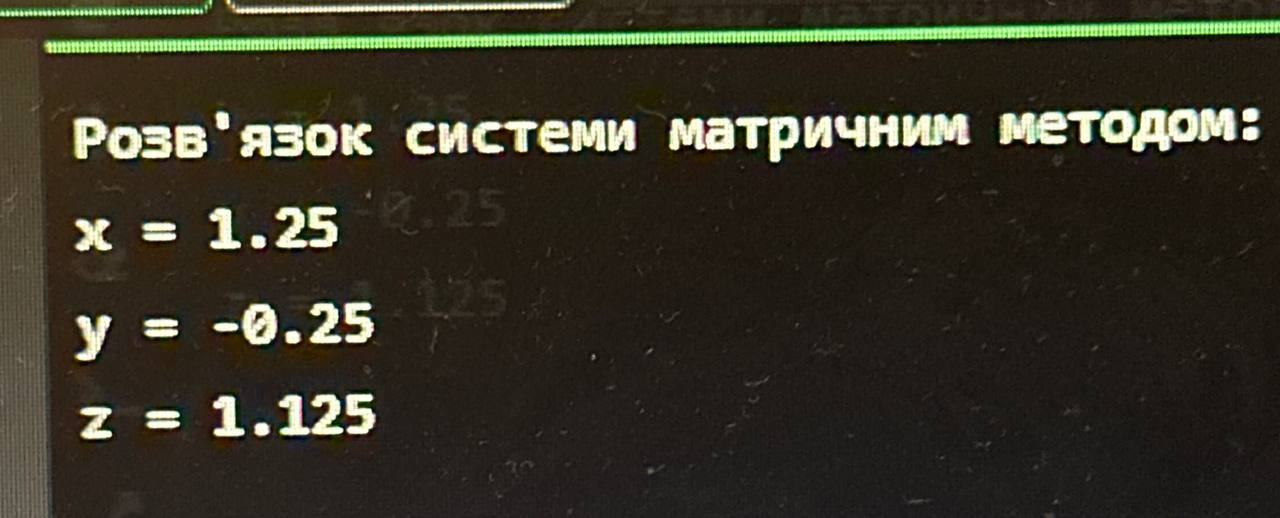 Розв'язок системи матричним методом:
x = 1.25
y = -0.25
z = 1.125